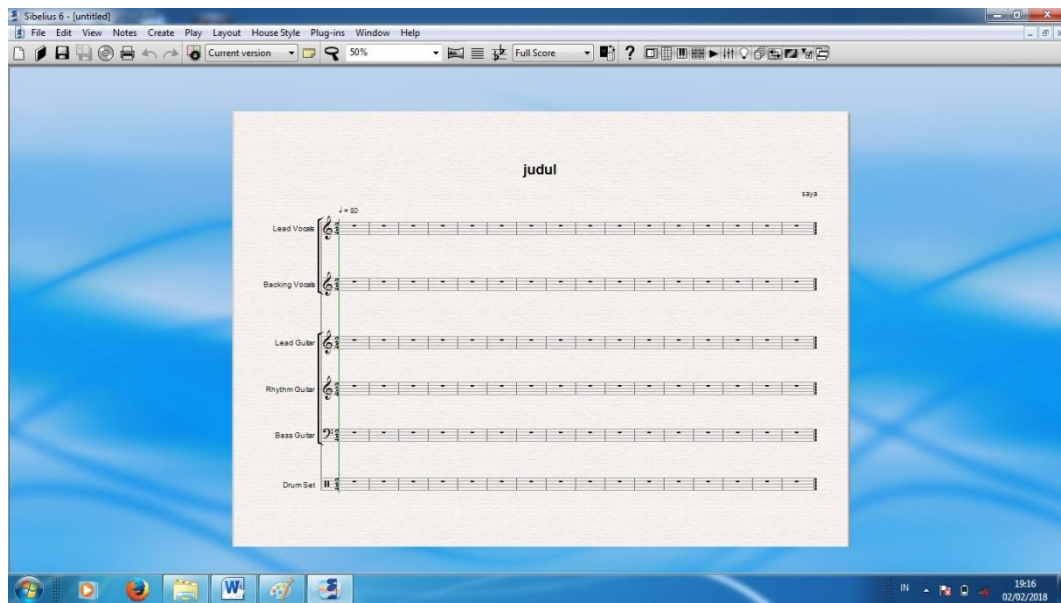 Sibelius 6 - [untitled]
File Edit View Notes Create Play Layout House Style Plug-ins Window Help
Current version 50% Full Score
judul
saya
♩ = 80
Lead Vocals
Backing Vocals
Lead Guitar
Rhythm Guitar
Bass Guitar
Drum Set
IN 19:16
02/02/2018